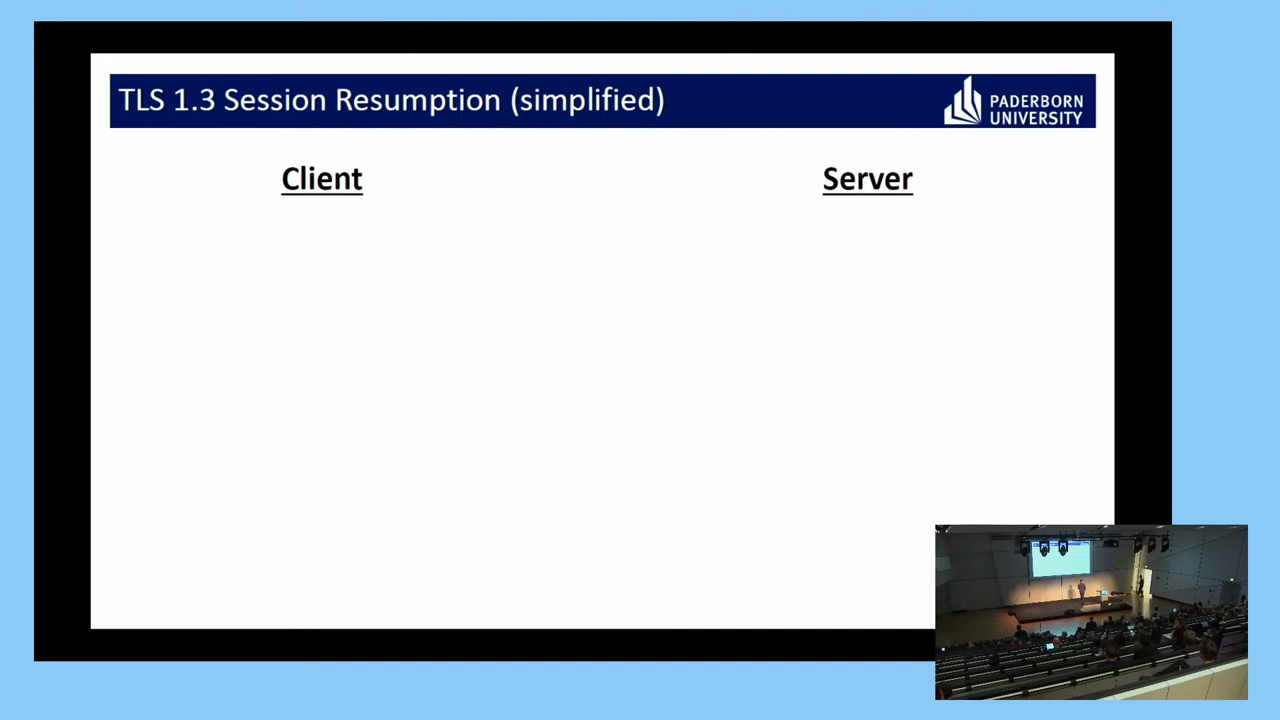 TLS 1.3 Session Resumption (simplified)
PADERBORN
UNIVERSITY
Client
Server